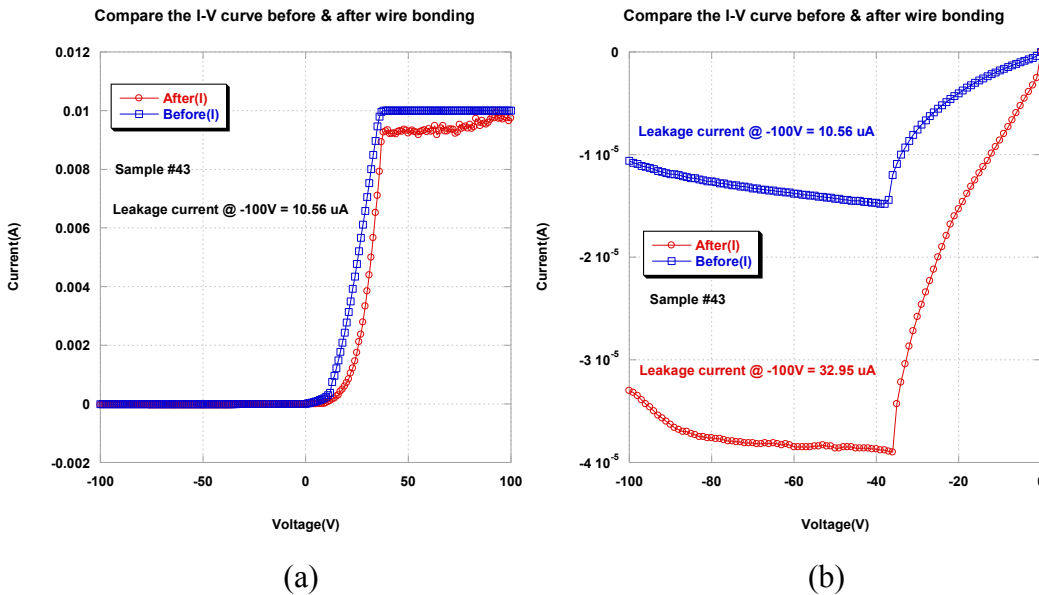 Compare the I-V curve before & after wire bonding
0.012
0.01
0.008
0.006
0.004
0.002
0
-0.002
Current(A)
After(I)
Before(I)
Sample #43
Leakage current @ -100V = 10.56 uA
-100
-50
0
50
100
Voltage(V)
(a)
Compare the I-V curve before & after wire bonding
0
-1 10-5
-2 10-5
-3 10-5
-4 10-5
Current(A)
Leakage current @ -100V = 10.56 uA
After(I)
Before(I)
Sample #43
Leakage current @ -100V = 32.95 uA
-100
-80
-60
-40
-20
0
Voltage(V)
(b)